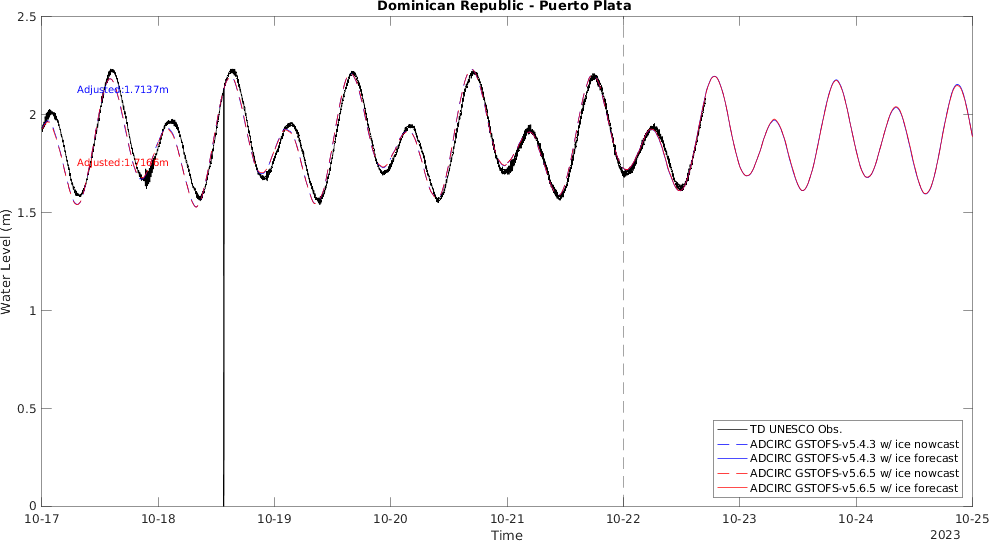 Dominican Republic - Puerto Plata
2.5
2
1.5
1
0.5
0
Water Level (m)
Adjusted:1.7137m
Adjusted:1.7166m
TD UNESCO Obs.
ADCIRC GSTOFS-v5.4.3 w/ ice nowcast
ADCIRC GSTOFS-v5.4.3 w/ ice forecast
ADCIRC GSTOFS-v5.6.5 w/ ice nowcast
ADCIRC GSTOFS-v5.6.5 w/ ice forecast
10-17 10-18 10-19 10-20 10-21 10-22 10-23 10-24 10-25
Time
2023